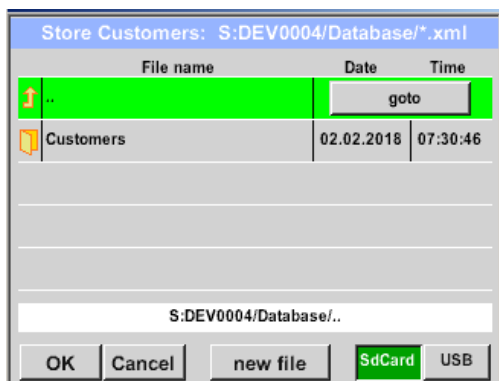 Store Customers: S:DEV0004/Database/*.xml
File name Date Time
.. goto
Customers 02.02.2018 07:30:46
S:DEV0004/Database/..
OK Cancel new file SdCard USB